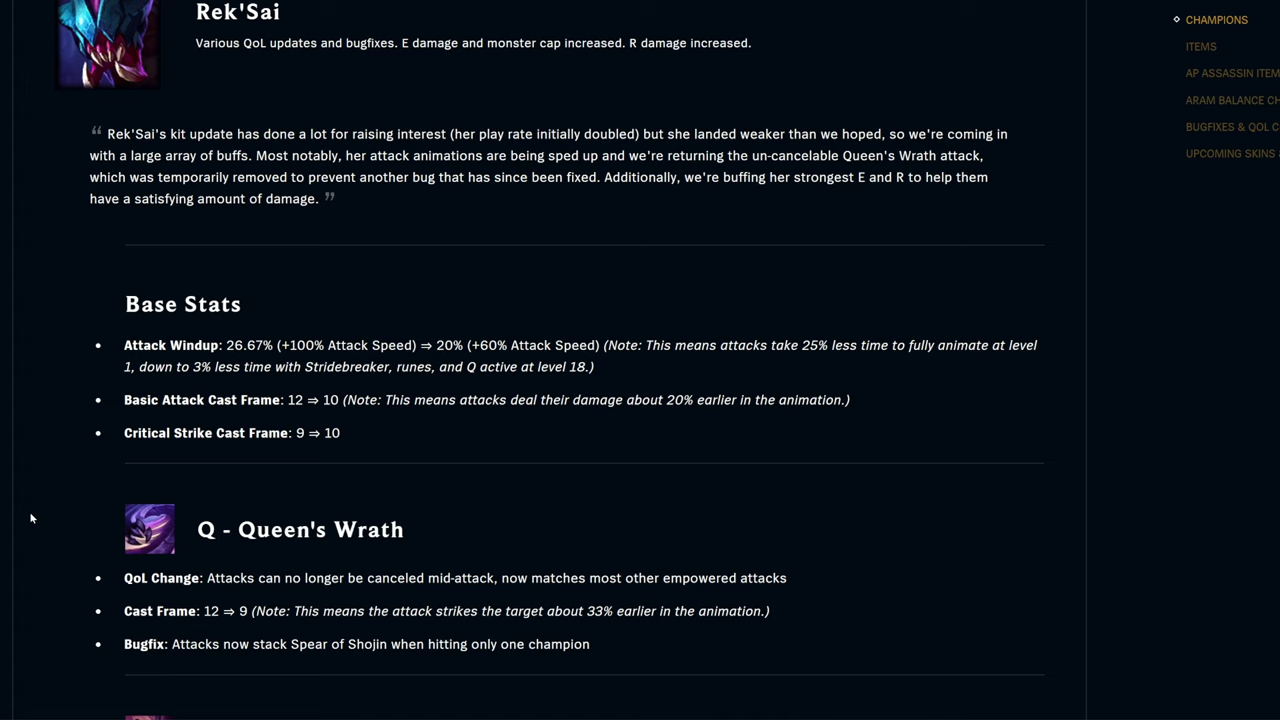 Rek'Sai
Various QoL updates and bugfixes. E damage and monster cap increased. R damage increased.
“ Rek'Sai's kit update has done a lot for raising interest (her play rate initially doubled) but she landed weaker than we hoped, so we're coming in
with a large array of buffs. Most notably, her attack animations are being sped up and we're returning the un-cancelable Queen's Wrath attack,
which was temporarily removed to prevent another bug that has since been fixed. Additionally, we're buffing her strongest E and R to help them
have a satisfying amount of damage. ”
Base Stats
• Attack Windup: 26.67% (+100% Attack Speed) ⇒ 20% (+60% Attack Speed) (Note: This means attacks take 25% less time to fully animate at level
1, down to 3% less time with Stridebreaker, runes, and Q active at level 18.)
• Basic Attack Cast Frame: 12 ⇒ 10 (Note: This means attacks deal their damage about 20% earlier in the animation.)
• Critical Strike Cast Frame: 9 ⇒ 10
Q - Queen's Wrath
• QoL Change: Attacks can no longer be canceled mid-attack, now matches most other empowered attacks
• Cast Frame: 12 ⇒ 9 (Note: This means the attack strikes the target about 33% earlier in the animation.)
• Bugfix: Attacks now stack Spear of Shojin when hitting only one champion
CHAMPIONS
ITEMS
AP ASSASSIN ITEM
ARAM BALANCE CH
BUGFIXES & QOL C
UPCOMING SKINS